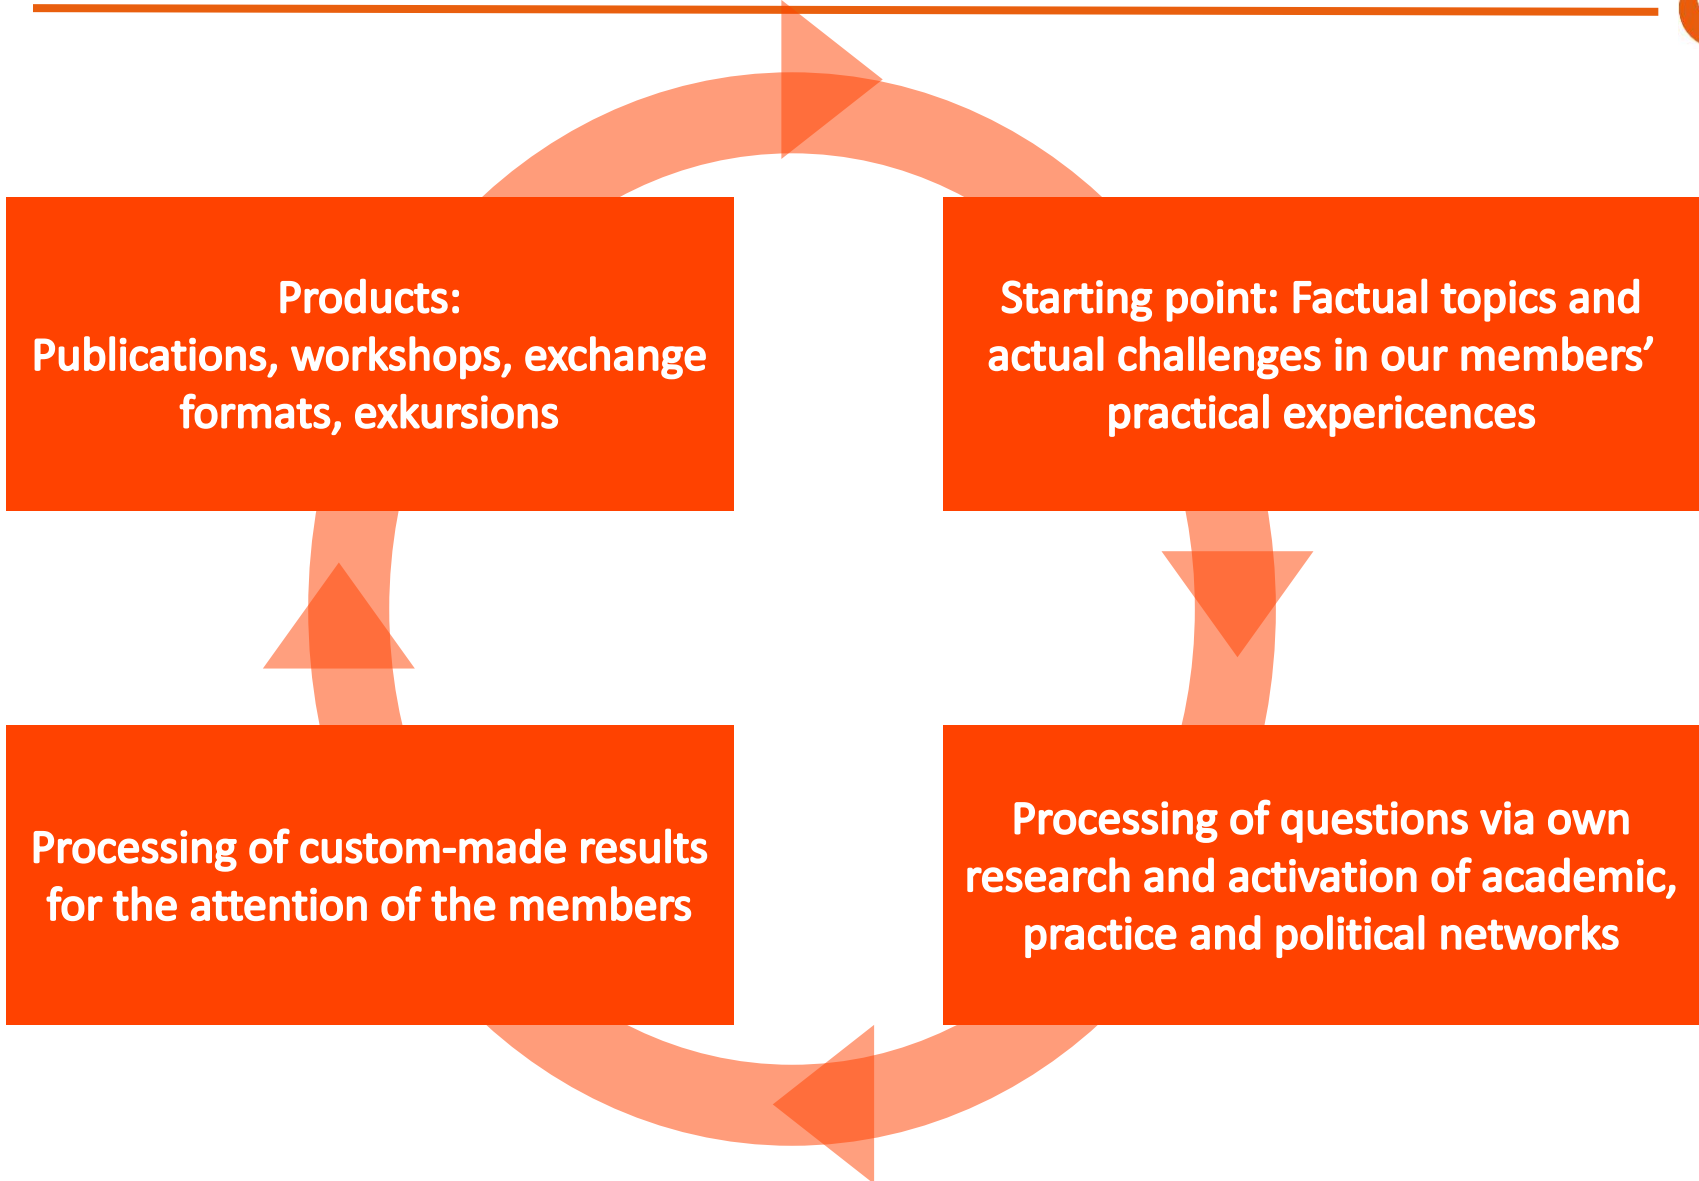 Products:
Publications, workshops, exchange
formats, exkursions
Starting point: Factual topics and
actual challenges in our members’
practical expericences
Processing of custom-made results
for the attention of the members
Processing of questions via own
research and activation of academic,
practice and political networks